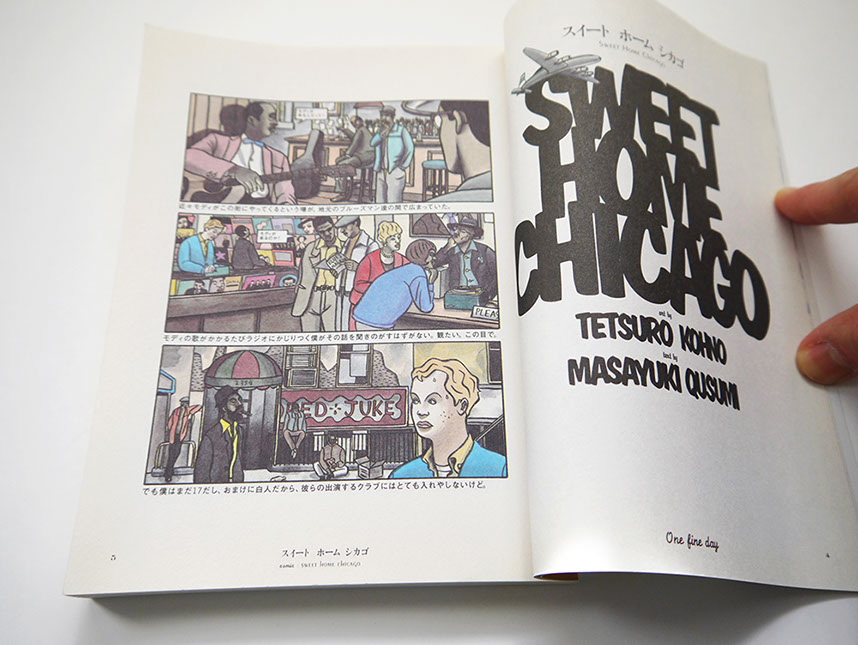 スイート ホーム シカゴ
SWEET HOME CHICAGO
SWEET
HOME
CHICAGO
TETSURO KOHNO
MASAYUKI QUSUMI
One fine day
近々モディがこの街にやってくるという噂が、地元のブルースマン達の間で広まっていた。
PLEAS
モディの歌がかかるたびラジオにかじりつく僕がその話を聞きのがすはずがない。観たい。この目で。
RED JUKE
でも僕はまだ17だし、おまけに白人だから、彼らの出演するクラブにはとても入れやしないけど。
5
スイート ホーム シカゴ
comic SWEET HOME CHICAGO